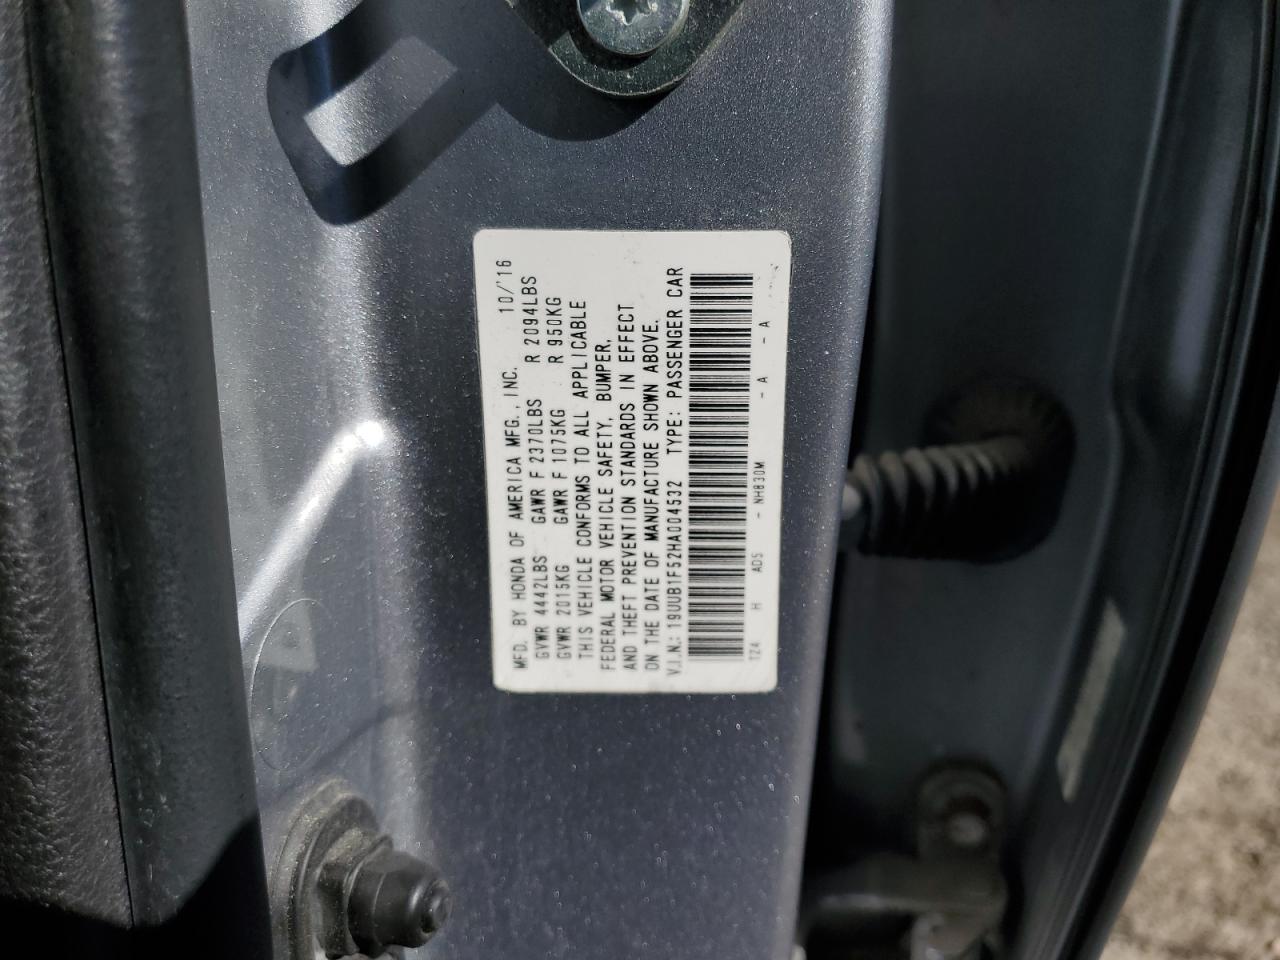 MFD. BY HONDA OF AMERICA MFG., INC. 10/'16
GVWR 4442LBS GAWR F 2370LBS R 2094LBS
GVWR 2015KG GAWR F 1075KG R 950KG
THIS VEHICLE CONFORMS TO ALL APPLICABLE
FEDERAL MOTOR VEHICLE SAFETY, BUMPER,
AND THEFT PREVENTION STANDARDS IN EFFECT
ON THE DATE OF MANUFACTURE SHOWN ABOVE.
V.I.N.: 19UUB1F52HA004532 TYPE: PASSENGER CAR
TZ4 H AD5 - NH830M - A - A